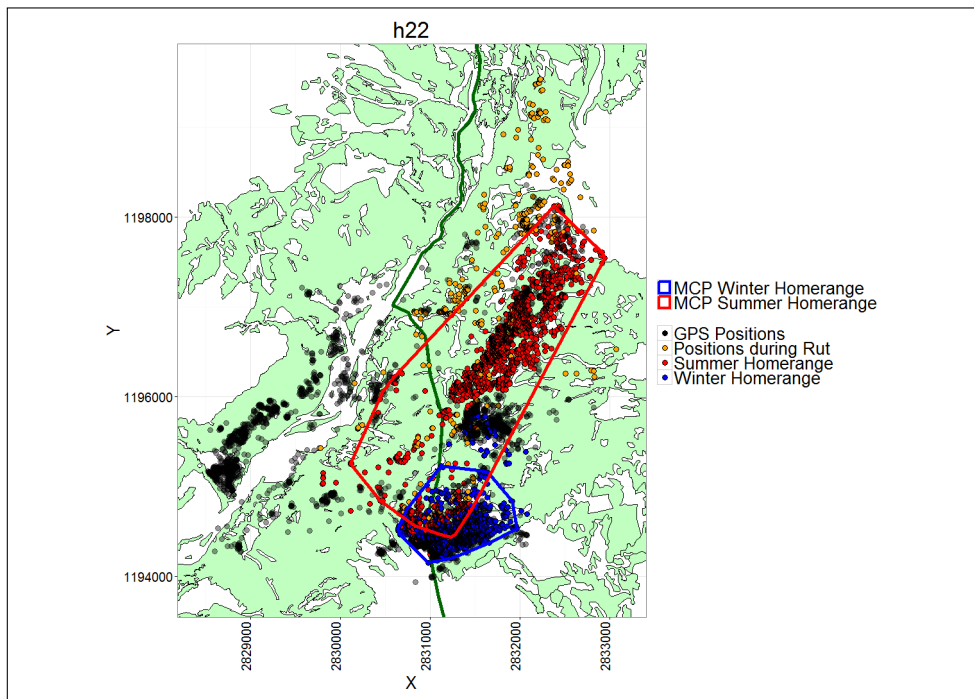 h22
1198000
1196000
1194000
Y
2829000
2830000
2831000
2832000
2833000
X
MCP Winter Homerange
MCP Summer Homerange
GPS Positions
Positions during Rut
Summer Homerange
Winter Homerange